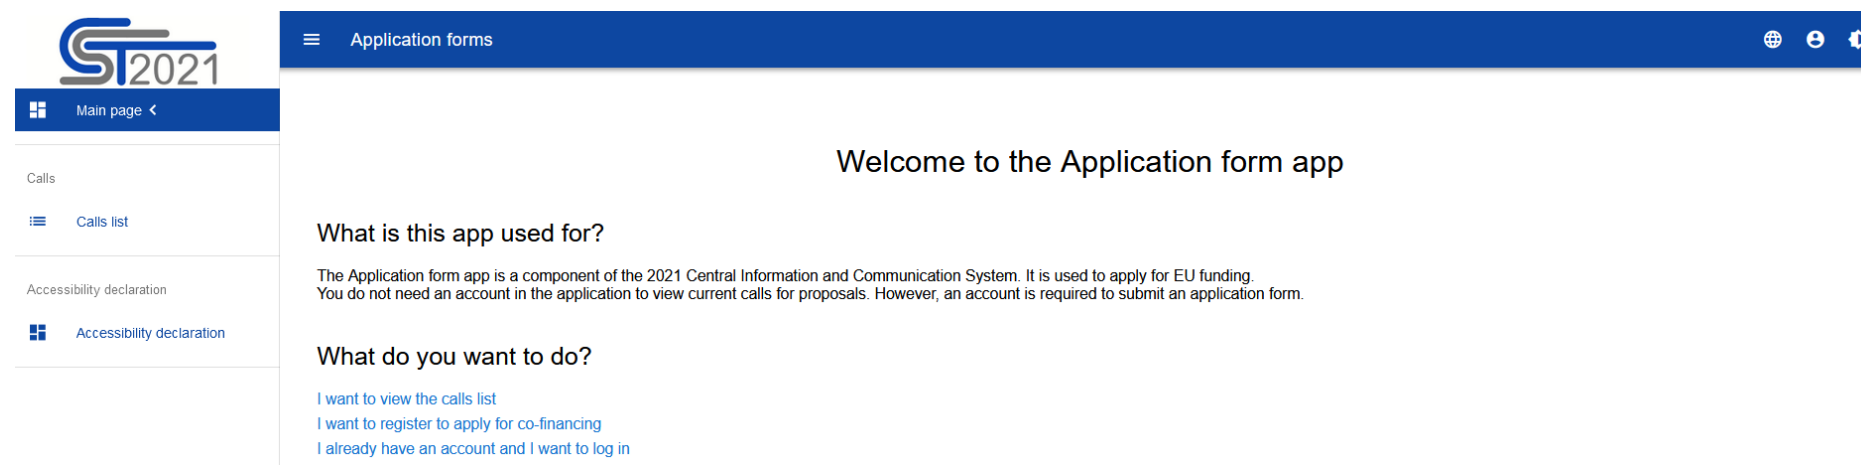 CST2021
Application forms
Main page
Calls
Calls list
Accessibility declaration
Accessibility declaration
Welcome to the Application form app
What is this app used for?
The Application form app is a component of the 2021 Central Information and Communication System. It is used to apply for EU funding.
You do not need an account in the application to view current calls for proposals. However, an account is required to submit an application form.
What do you want to do?
I want to view the calls list
I want to register to apply for co-financing
I already have an account and I want to log in